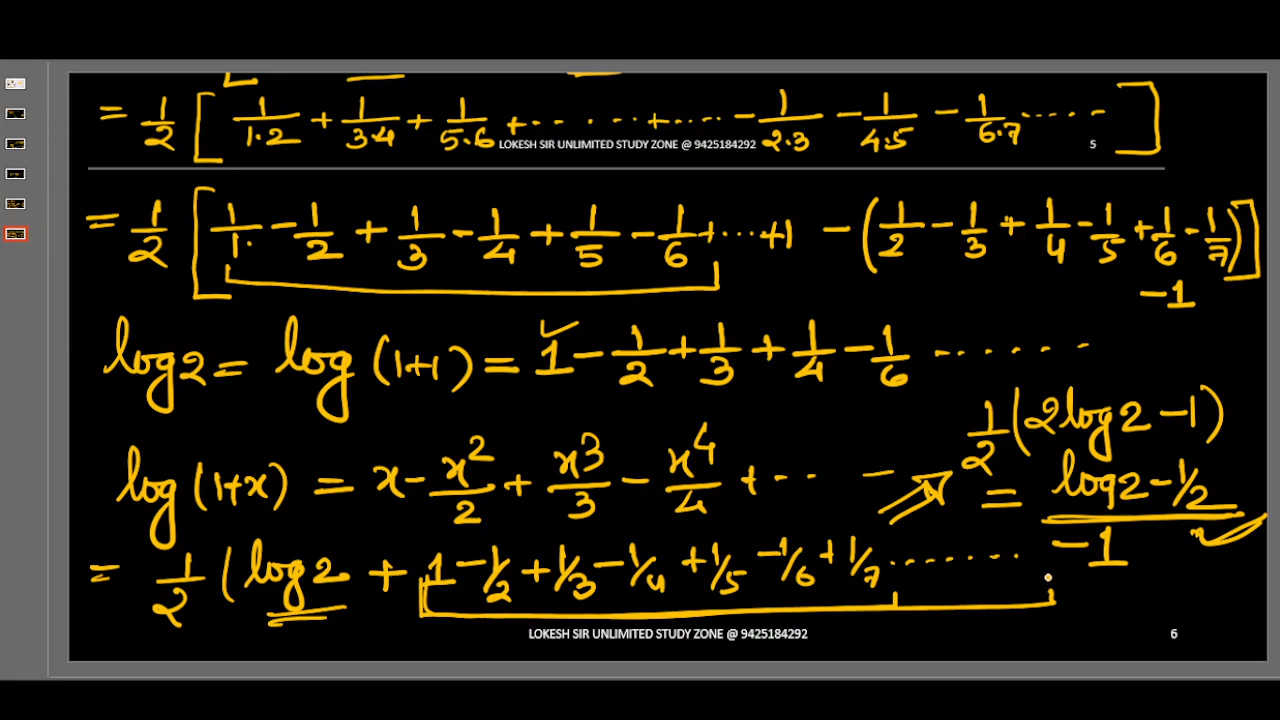 = 1/2 [ 1/1·2 + 1/3·4 + 1/5·6 + ········ + ····· - 1/2·3 - 1/4·5 - 1/6·7 ····· ]
LOKESH SIR UNLIMITED STUDY ZONE @ 9425184292 5
= 1/2 [ 1/1· - 1/2 + 1/3 - 1/4 + 1/5 - 1/6 + ··· +1 - ( 1/2 - 1/3 + 1/4 - 1/5 + 1/6 - 1/7 ) ]
-1
log 2 = log (1+1) = 1 - 1/2 + 1/3 + 1/4 - 1/6 ·······
1/2 (2 log 2 - 1)
log (1+x) = x - x²/2 + x³/3 - x⁴/4 + ··· -
= log 2 - 1/2
= 1/2 ( log 2 + 1 - 1/2 + 1/3 - 1/4 + 1/5 - 1/6 + 1/7 ········ -1
LOKESH SIR UNLIMITED STUDY ZONE @ 9425184292 6